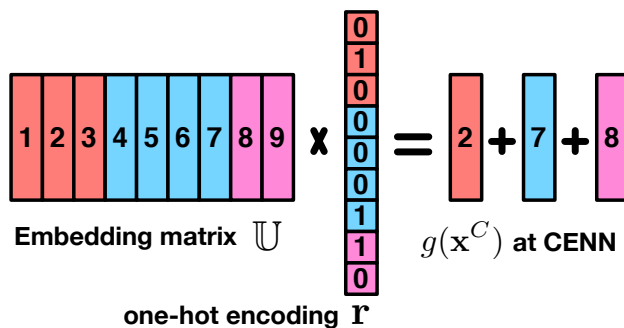 1 2 3 4 5 6 7 8 9 × 0 1 0 0 0 0 1 1 0 = 2 + 7 + 8
Embedding matrix 𝕌
g(x^C) at CENN
one-hot encoding r